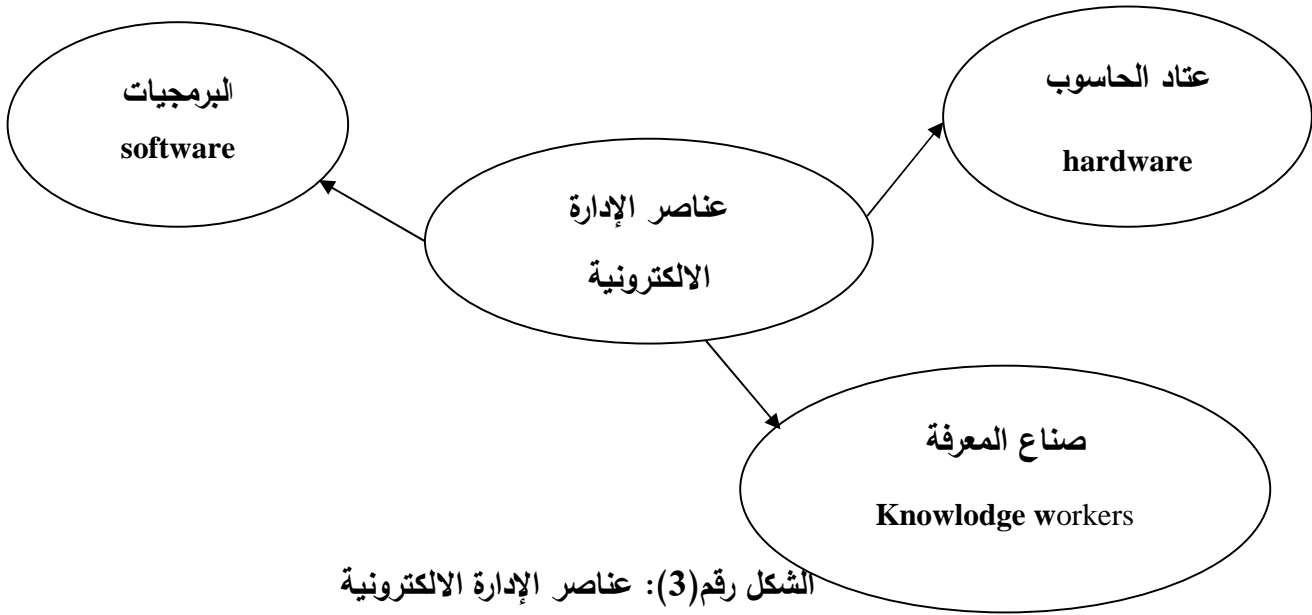 عتاد الحاسوب
hardware
البرمجيات
software
عناصر الإدارة
الالكترونية
صناع المعرفة
Knowlodge workers
الشكل رقم(3): عناصر الإدارة الالكترونية